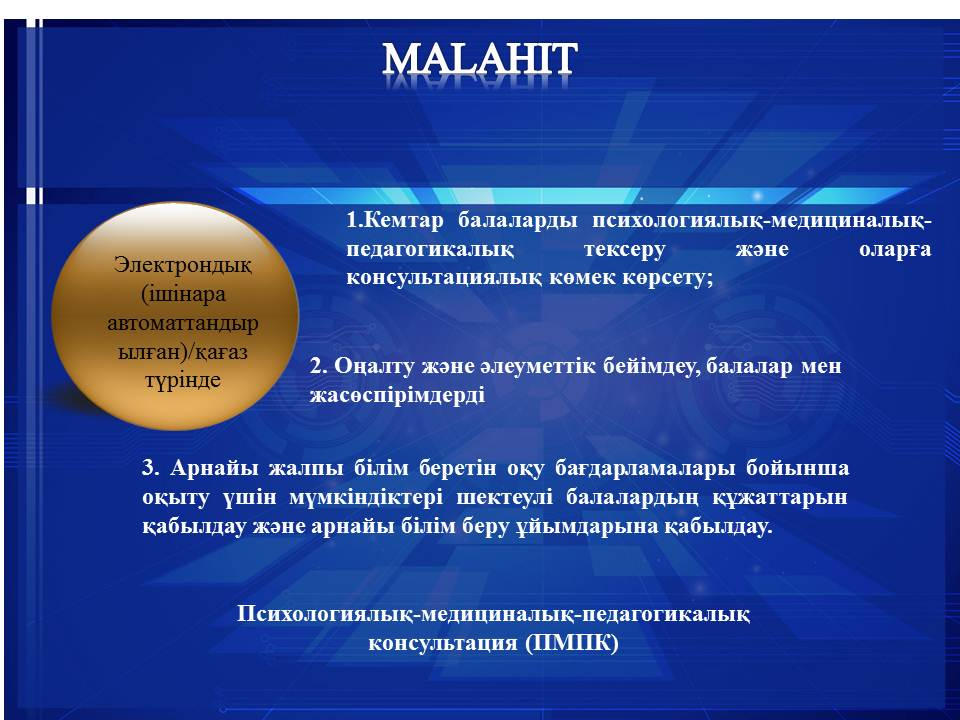 MALAHIT
Электрондық
(ішінара
автоматтандыр
ылған)/қағаз
түрінде
1.Кемтар балаларды психологиялық-медициналық-
педагогикалық тексеру және оларға
консультациялық көмек көрсету;
2. Оңалту және әлеуметтік бейімдеу, балалар мен
жасөспірімдерді
3. Арнайы жалпы білім беретін оқу бағдарламалары бойынша
оқыту үшін мүмкіндіктері шектеулі балалардың құжаттарын
қабылдау және арнайы білім беру ұйымдарына қабылдау.
Психологиялық-медициналық-педагогикалық
консультация (ПМПК)